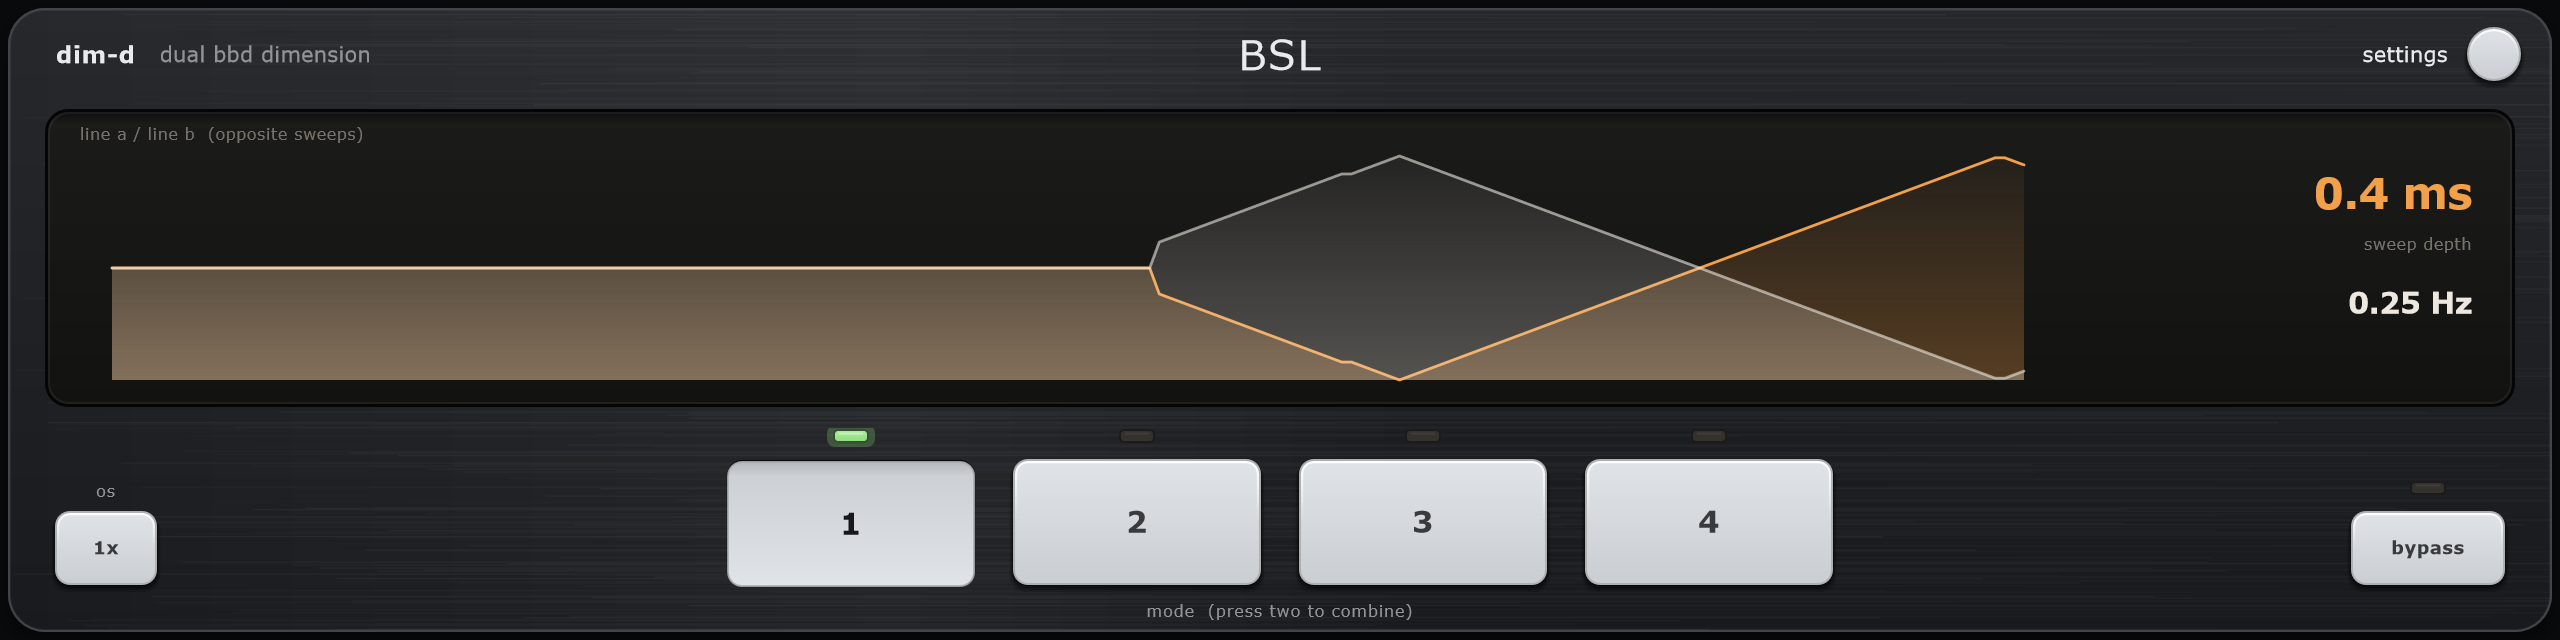 dim-d dual bbd dimension
BSL
settings
line a / line b (opposite sweeps)
0.4 ms
sweep depth
0.25 Hz
os
1x
1
2
3
4
bypass
mode (press two to combine)